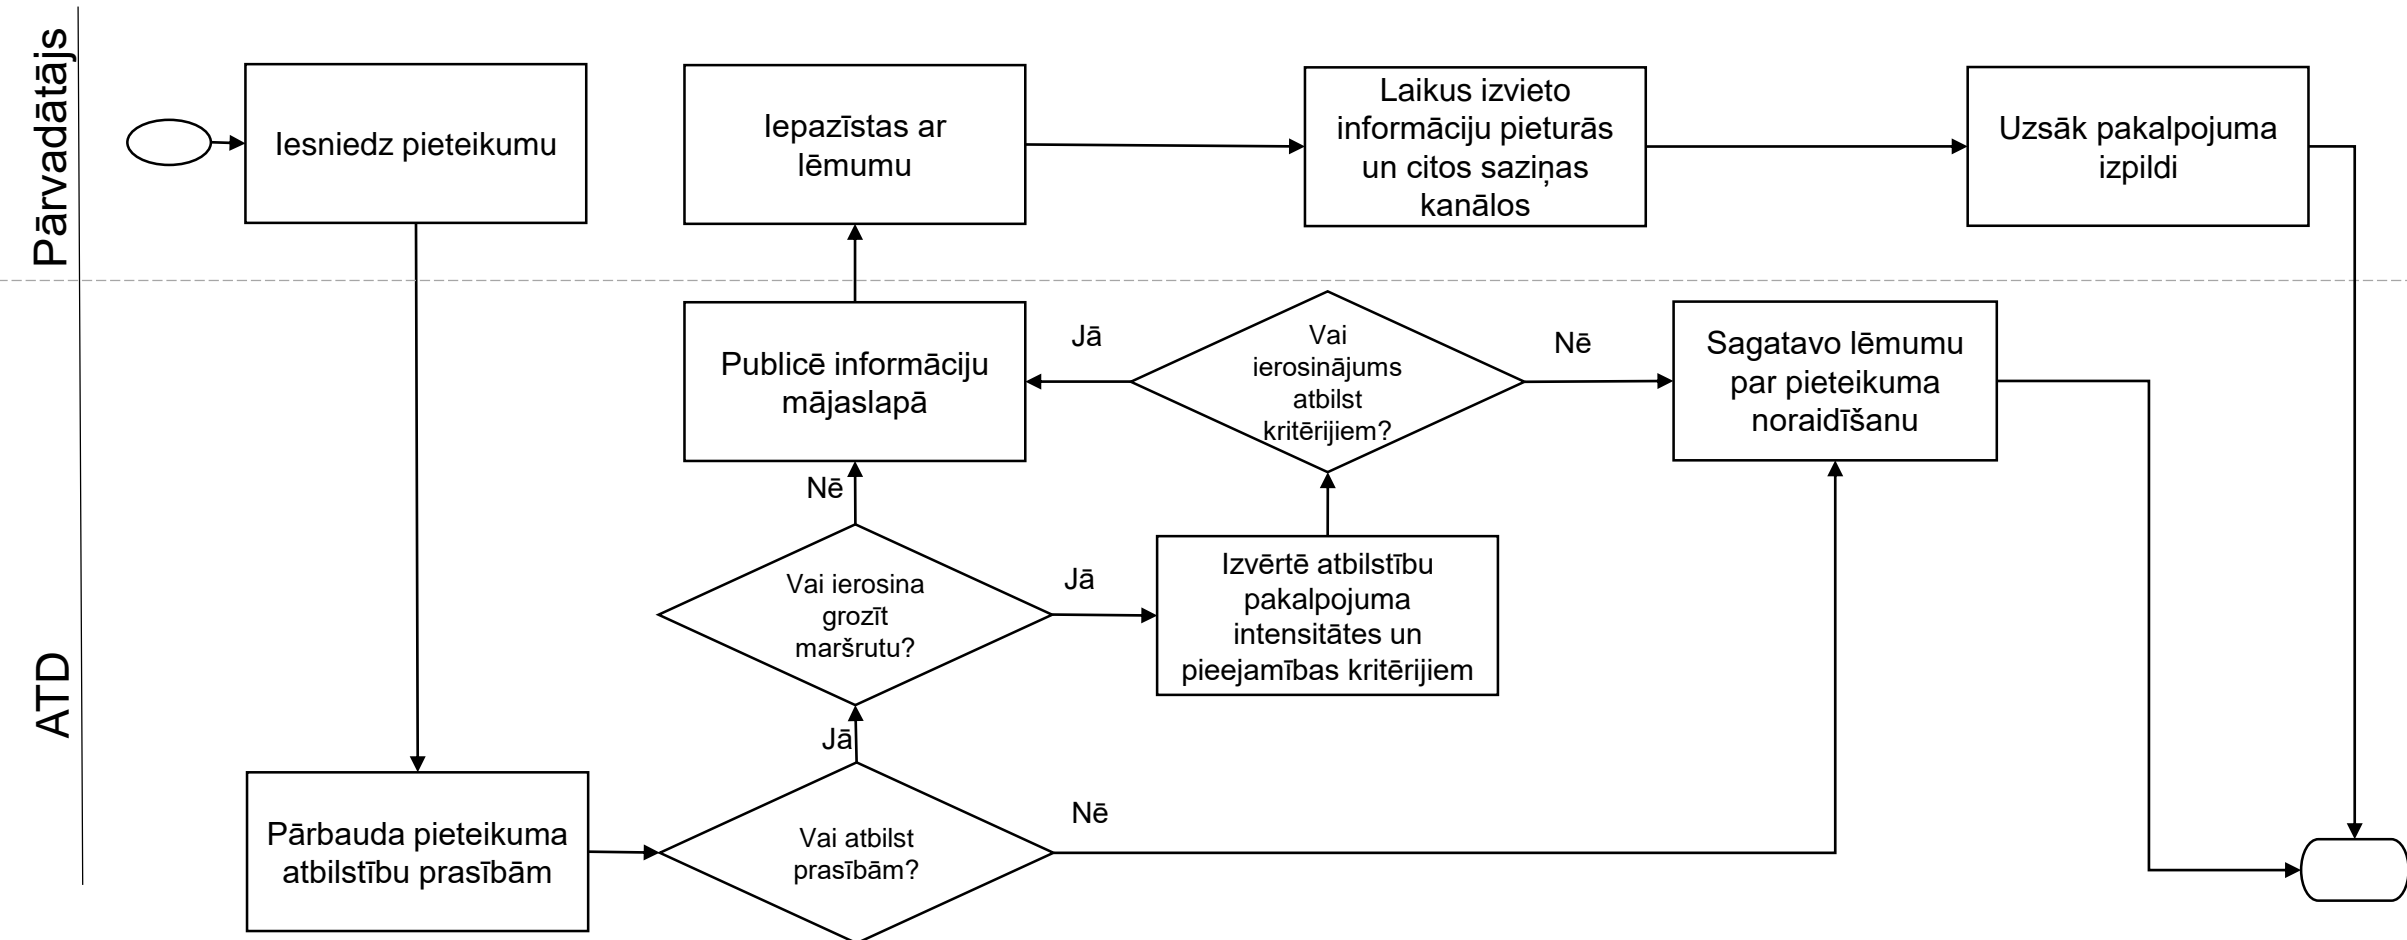 Pārvadātājs
Iesniedz pieteikumu
Iepazīstas ar
lēmumu
Laikus izvieto
informāciju pieturās
un citos saziņas
kanālos
Uzsāk pakalpojuma
izpildi
ATD
Publicē informāciju
mājaslapā
Jā
Vai
ierosinājums
atbilst
kritērijiem?
Nē
Sagatavo lēmumu
par pieteikuma
noraidīšanu
Nē
Vai ierosina
grozīt
maršrutu?
Jā
Izvērtē atbilstību
pakalpojuma
intensitātes un
pieejamības kritērijiem
Jā
Pārbauda pieteikuma
atbilstību prasībām
Vai atbilst
prasībām?
Nē